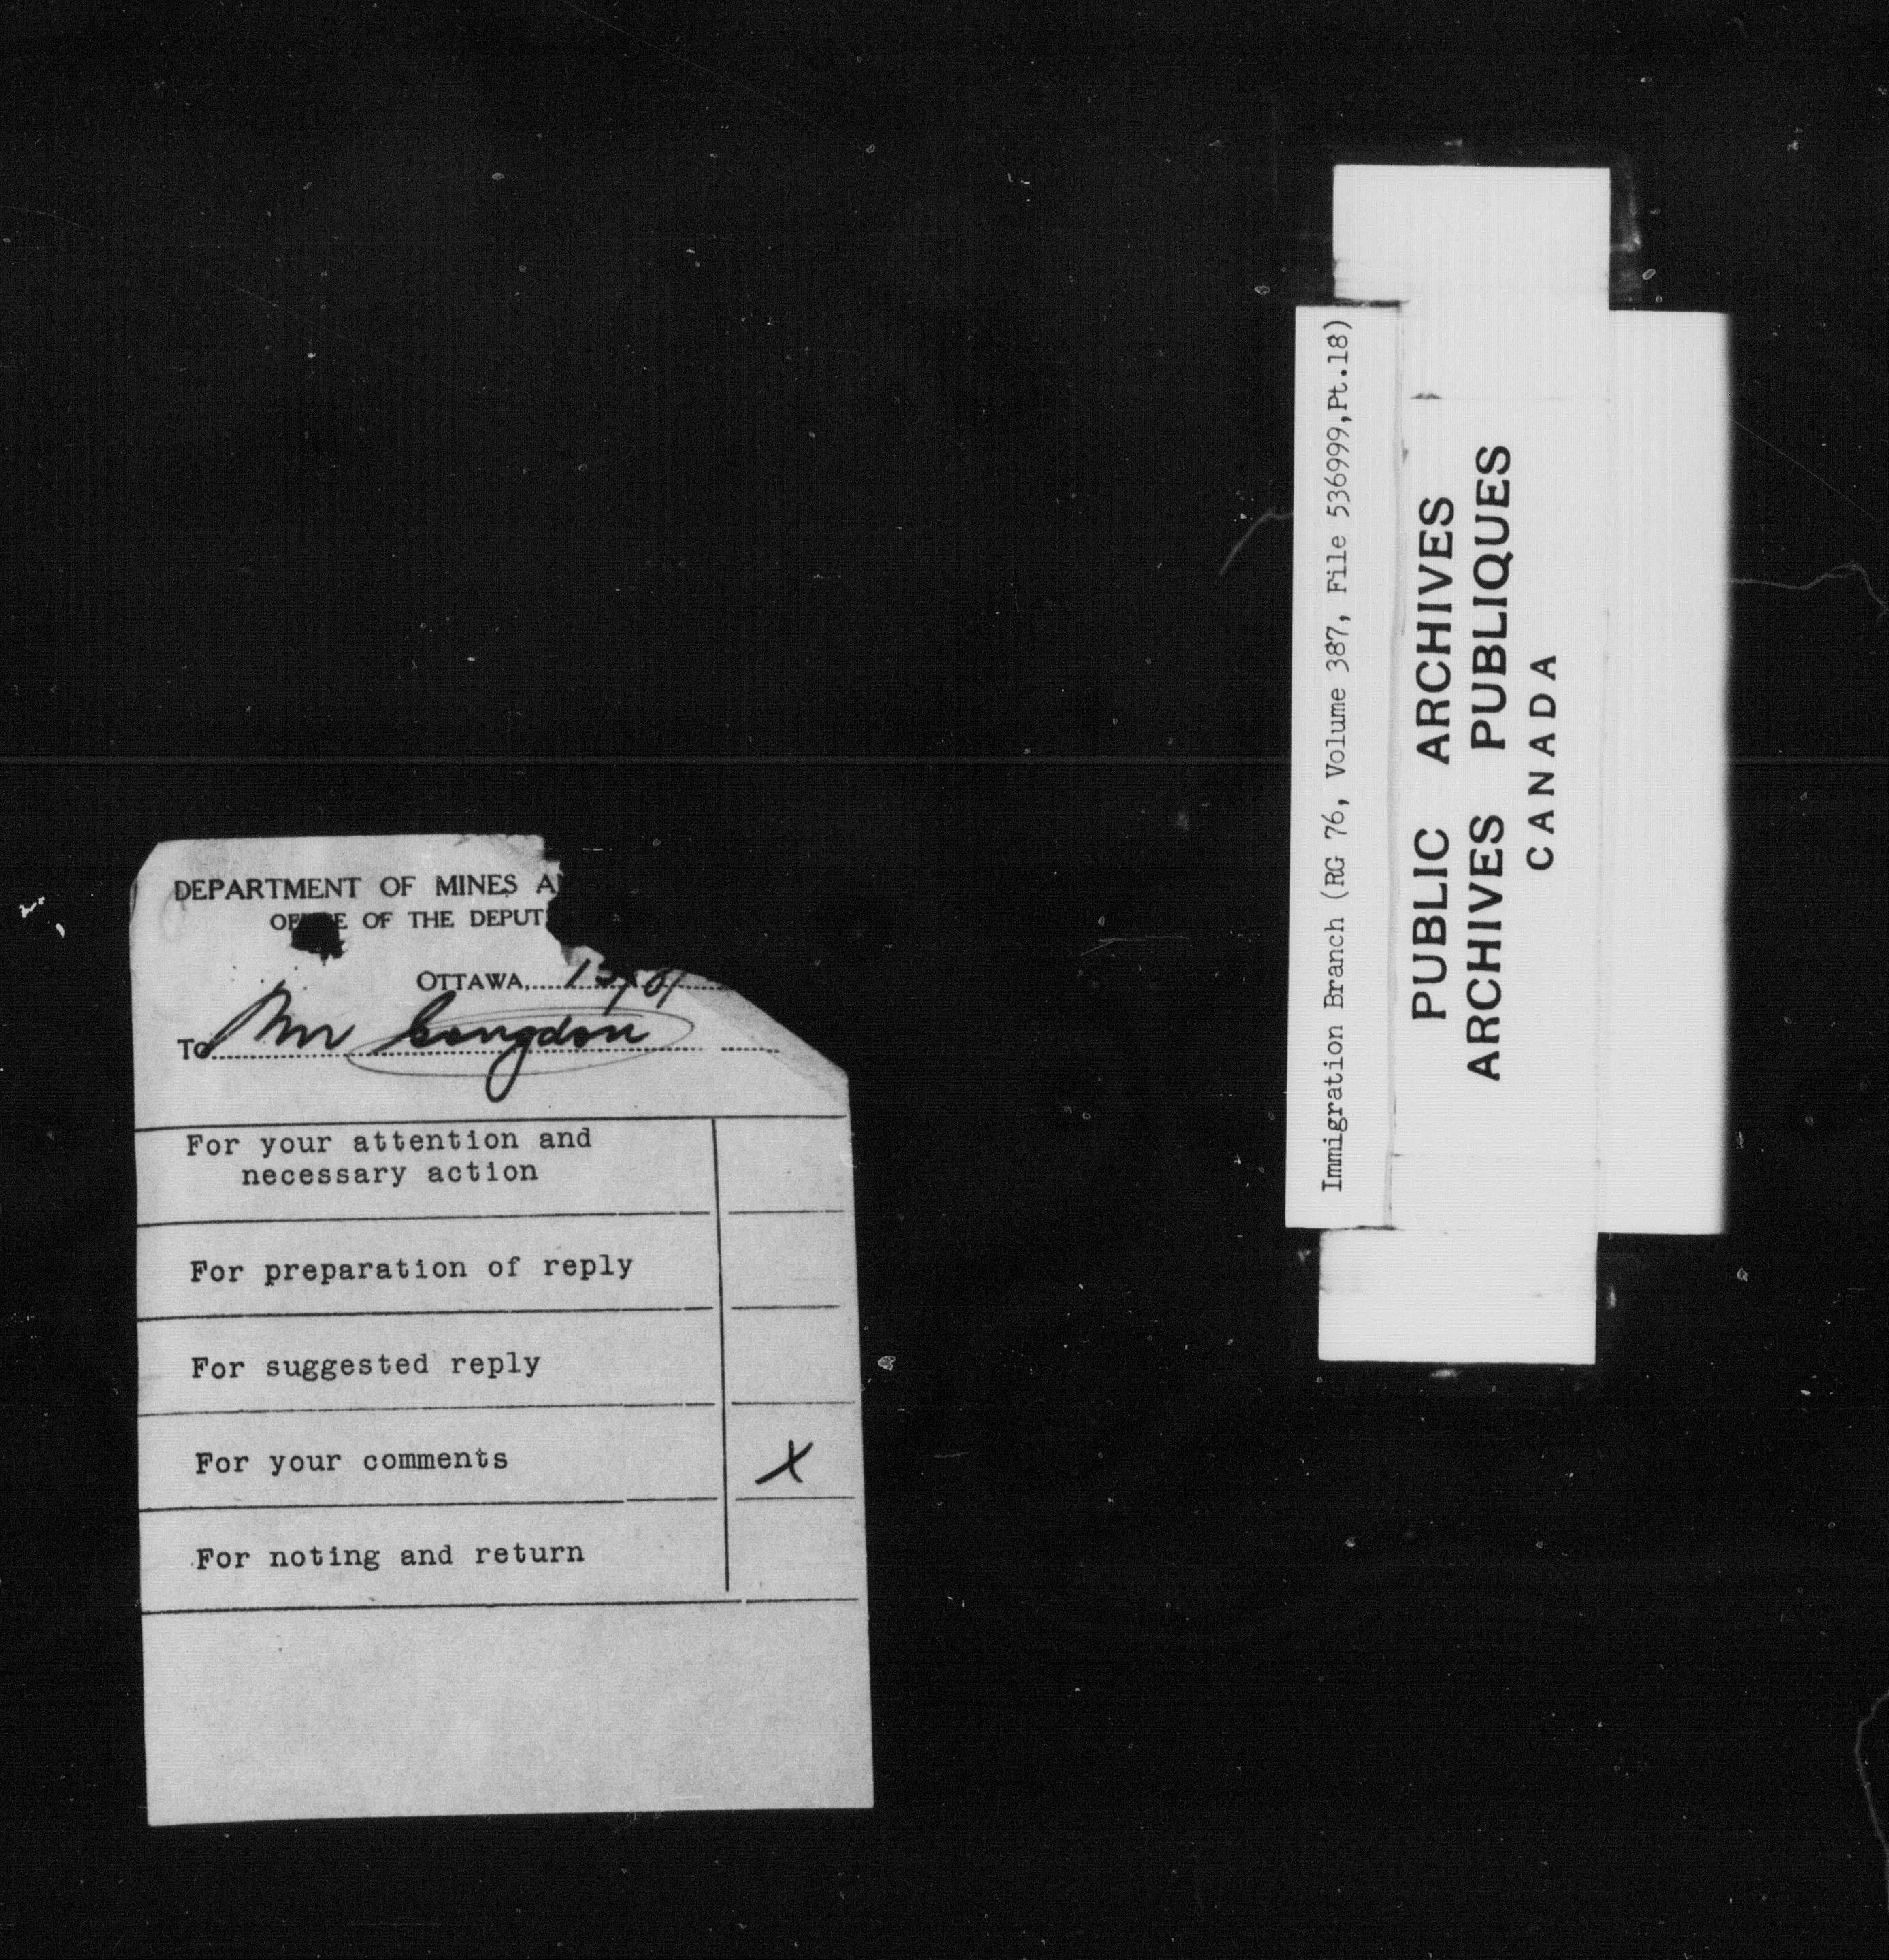 DEPARTMENT OF MINES AN
OF E OF THE DEPUT
OTTAWA,
To Mr Congdon
For your attention and
necessary action
For preparation of reply
For suggested reply
For your comments X
For noting and return
Immigration Branch (RG 76, Volume 387, File 536999,Pt.18)
PUBLIC ARCHIVES
ARCHIVES PUBLIQUES
CANADA